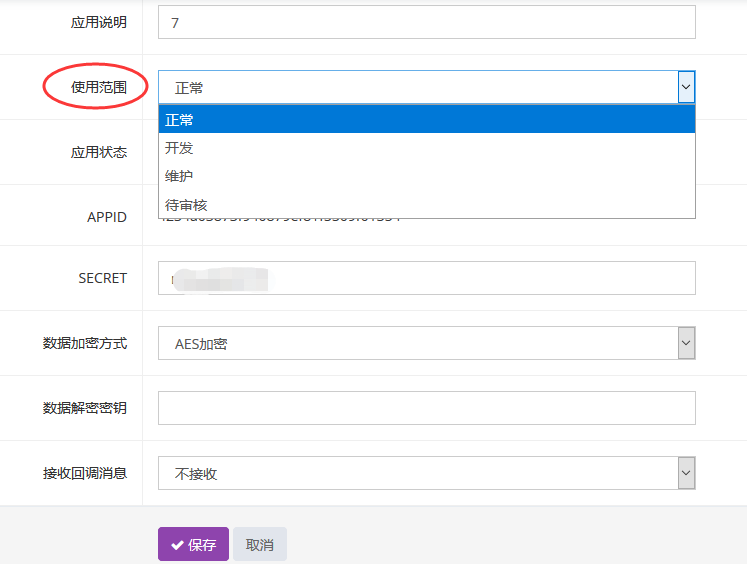 应用说明 7
使用范围 正常
正常
开发
应用状态
维护
待审核
APPID
SECRET
数据加密方式 AES加密
数据解密密钥
接收回调消息 不接收
保存 取消